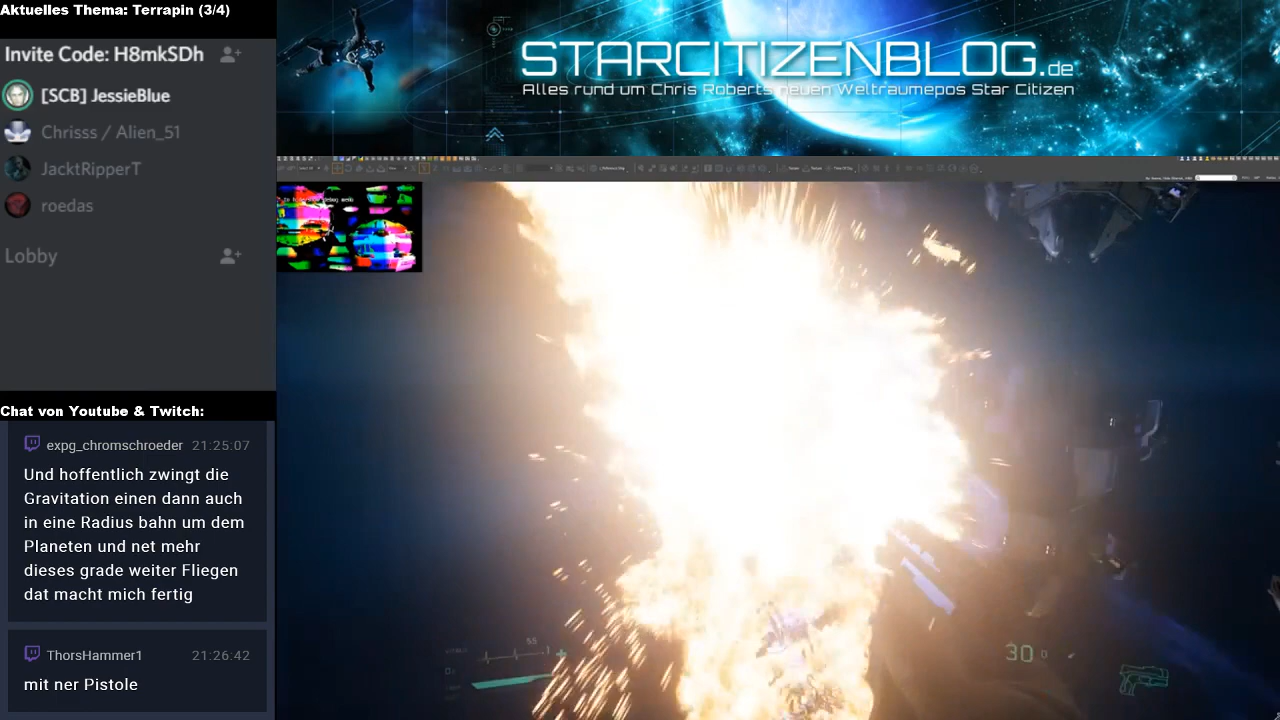 Aktuelles Thema: Terrapin (3/4)
STARCITIZENBLOG.de
Alles rund um Chris Roberts neuen Weltraumepos Star Citizen
Invite Code: H8mkSDh
[SCB] JessieBlue
Chrisss / Alien_51
JacktRipperT
roedas
Lobby
Chat von Youtube & Twitch:
expg_chromschroeder 21:25:07
Und hoffentlich zwingt die
Gravitation einen dann auch
in eine Radius bahn um dem
Planeten und net mehr
dieses grade weiter Fliegen
dat macht mich fertig
ThorsHammer1 21:26:42
mit ner Pistole
55
30